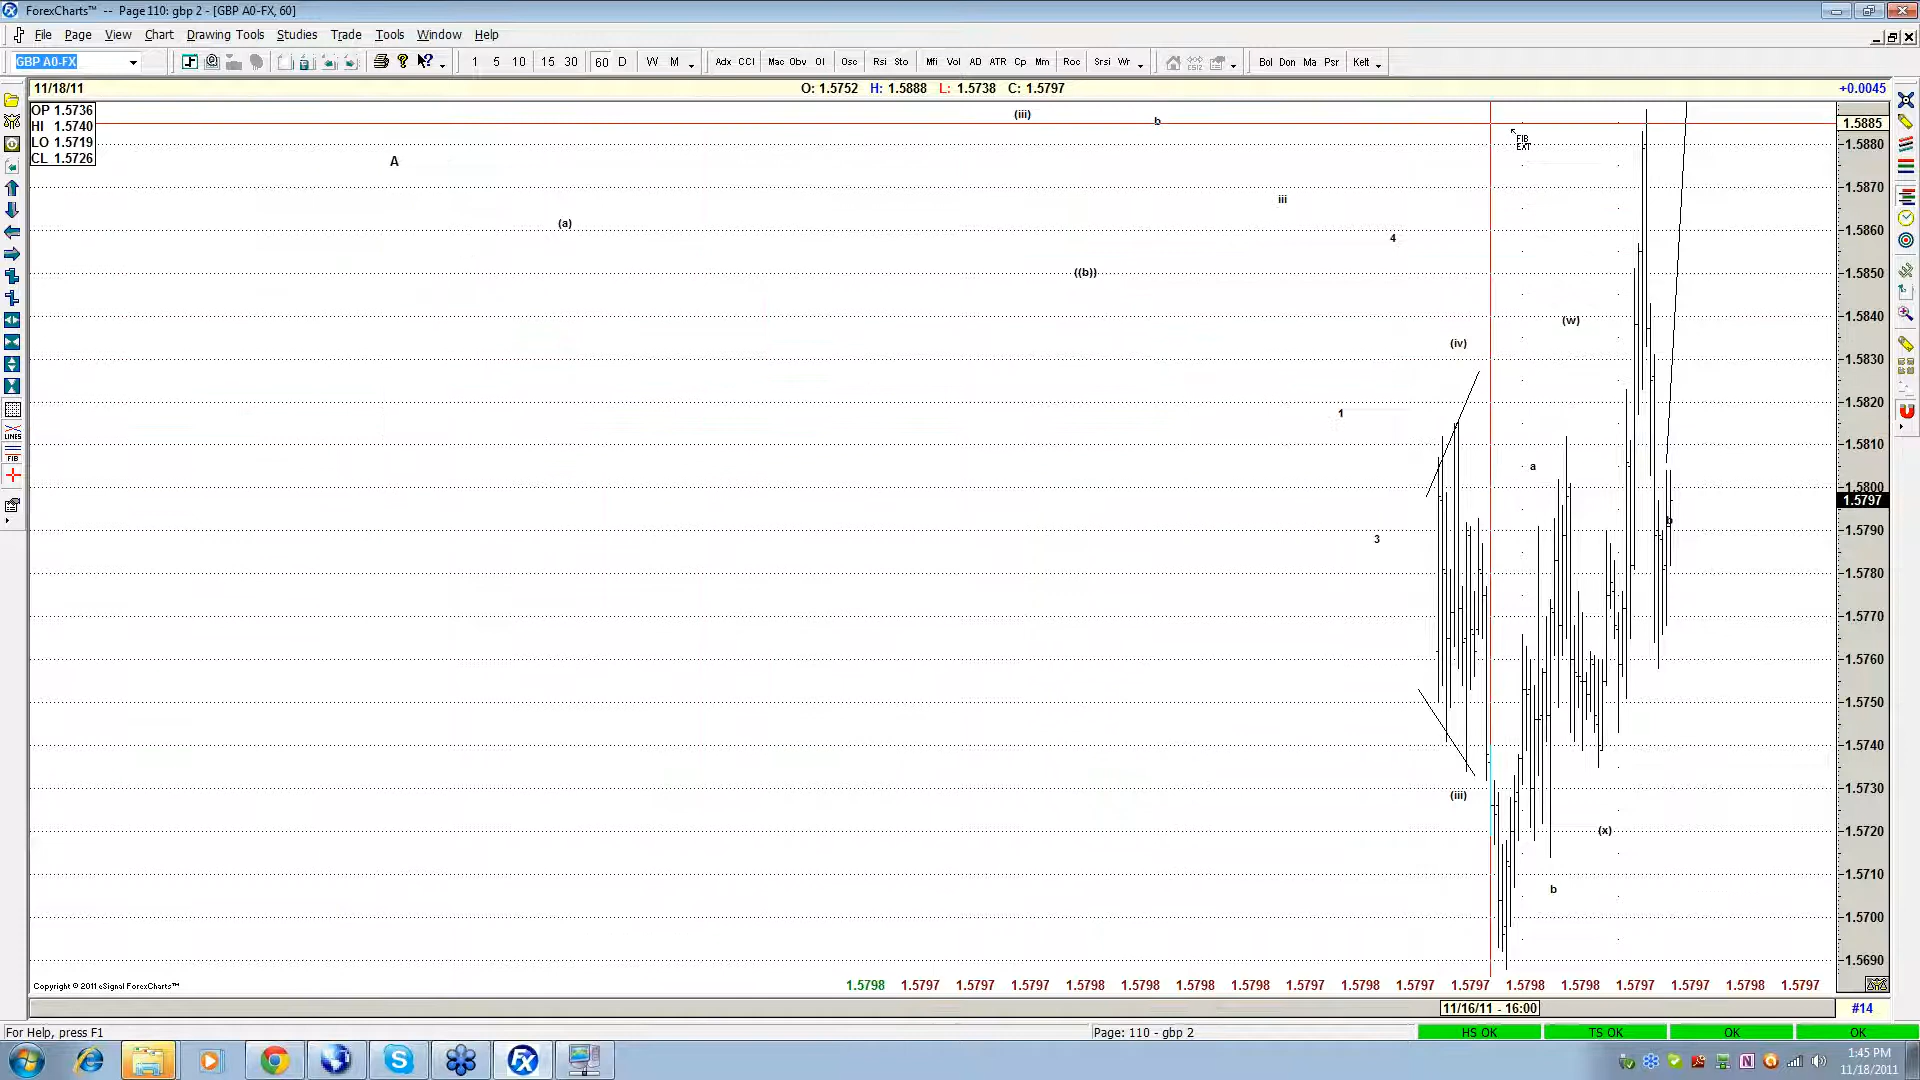 ForexCharts™ -- Page 110: gbp 2 - [GBP A0-FX, 60]
File Page View Chart Drawing Tools Studies Trade Tools Window Help
GBP A0-FX 1 5 10 15 30 60 D W M Adx CCI Mac Obv OI Osc Rsi Sto Mfi Vol AD ATR Cp Mm Roc Srsi Wr Bol Don Ma Psr Kelt
11/18/11 O: 1.5752 H: 1.5888 L: 1.5738 C: 1.5797 +0.0045
OP 1.5736
HI 1.5740
LO 1.5719
CL 1.5726
(iii)
b
1.5885
FIB
EXT
1.5880
A
1.5870
iii
(a)
1.5860
4
((b))
1.5850
1.5840
(w)
(iv)
1.5830
1.5820
1
1.5810
LINES
FIB
a
1.5800
1.5797
b
1.5790
3
1.5780
1.5770
1.5760
1.5750
1.5740
1.5730
(iii)
1.5720
(x)
1.5710
b
1.5700
1.5690
Copyright © 2011 eSignal ForexCharts™
1.5798 1.5797 1.5797 1.5797 1.5798 1.5798 1.5798 1.5798 1.5797 1.5798 1.5797 1.5797 1.5798 1.5798 1.5797 1.5797 1.5798 1.5797
11/16/11 - 16:00 #14
For Help, press F1 Page: 110 - gbp 2 HS OK TS OK OK OK
1:45 PM
11/18/2011